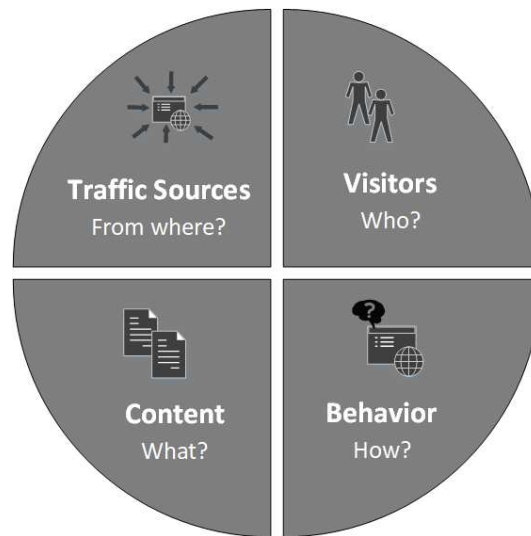 Traffic Sources
From where?
Visitors
Who?
Content
What?
Behavior
How?
?